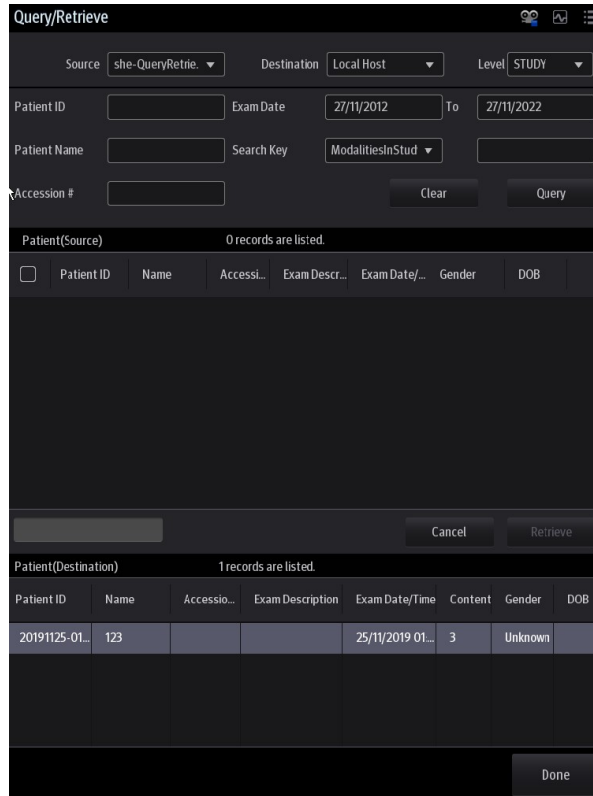 Query/Retrieve
Source she-QueryRetrie. Destination Local Host Level STUDY
Patient ID Exam Date 27/11/2012 To 27/11/2022
Patient Name Search Key ModalitiesInStud
Accession # Clear Query
Patient(Source) 0 records are listed.
Patient ID Name Accessi... Exam Descr... Exam Date/... Gender DOB
Cancel Retrieve
Patient(Destination) 1 records are listed.
Patient ID Name Accessio... Exam Description Exam Date/Time Content Gender DOB
20191125-01... 123 25/11/2019 01:... 3 Unknown
Done